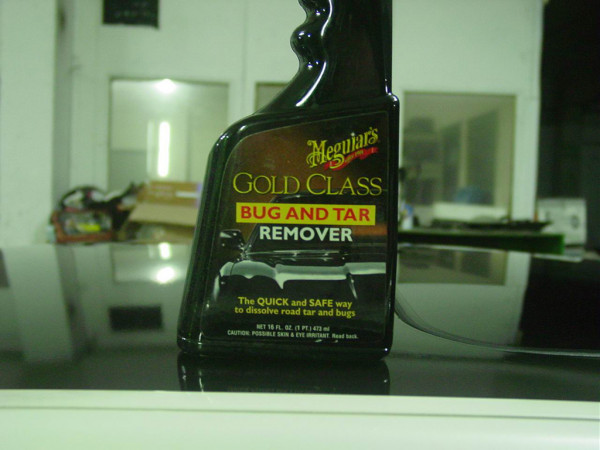 Meguiar's
GOLD CLASS
BUG AND TAR
REMOVER
The QUICK and SAFE way
to dissolve road tar and bugs
NET 16 FL. OZ. (1 PT.) 473 ml
CAUTION: POSSIBLE SKIN & EYE IRRITANT. Read back.